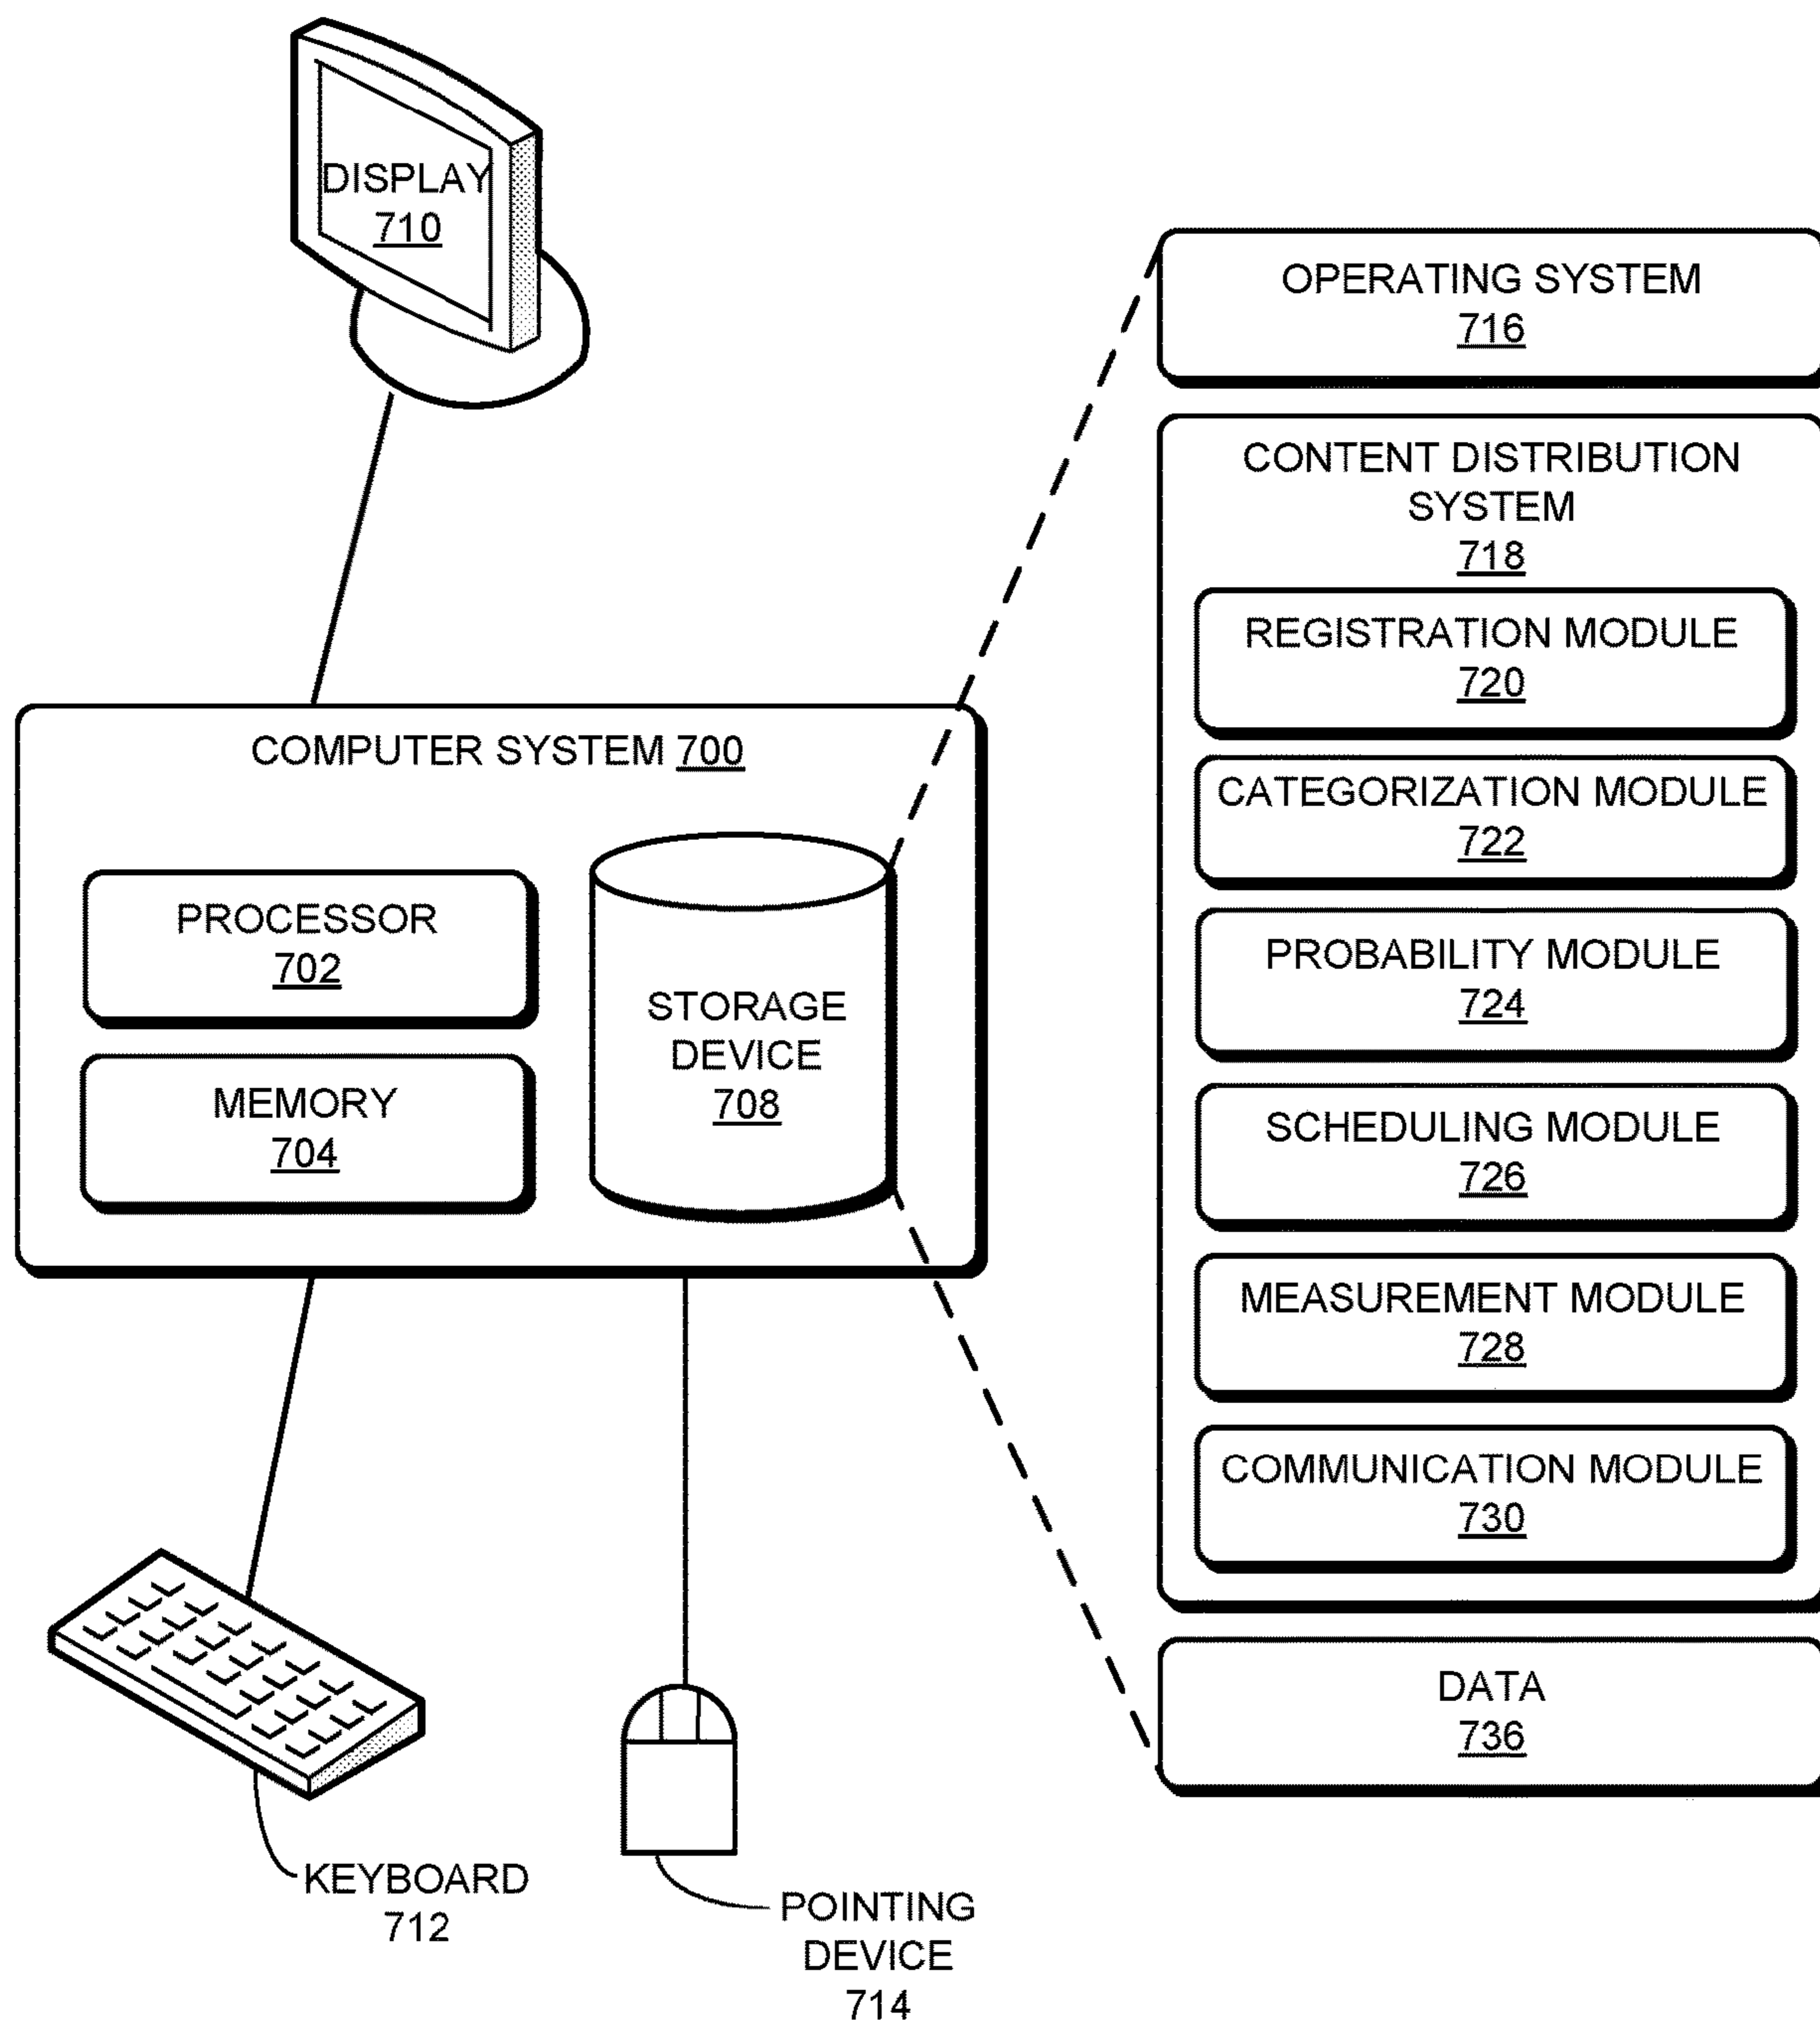 DISPLAY
710
COMPUTER SYSTEM 700
PROCESSOR
702
MEMORY
704
STORAGE
DEVICE
708
KEYBOARD
712
POINTING
DEVICE
714
OPERATING SYSTEM
716
CONTENT DISTRIBUTION
SYSTEM
718
REGISTRATION MODULE
720
CATEGORIZATION MODULE
722
PROBABILITY MODULE
724
SCHEDULING MODULE
726
MEASUREMENT MODULE
728
COMMUNICATION MODULE
730
DATA
736